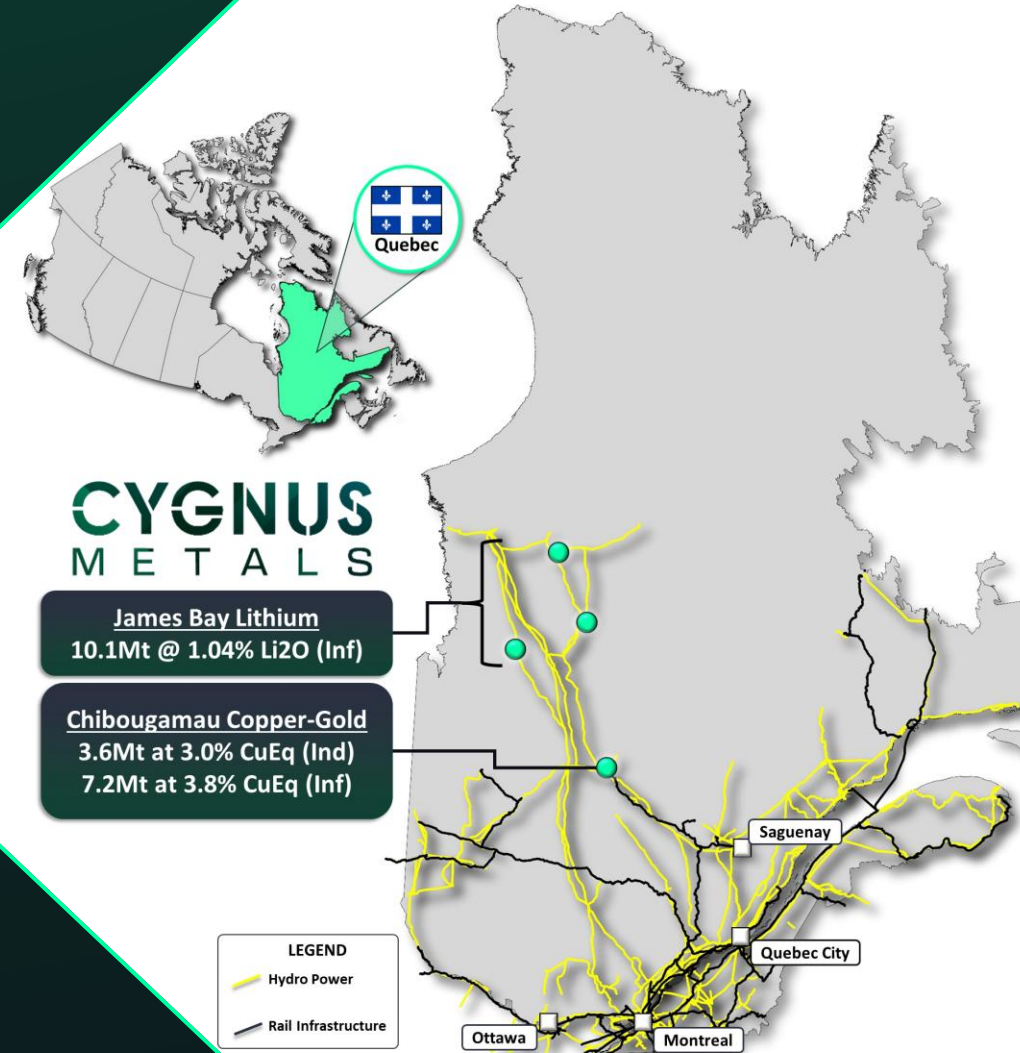 Quebec
CYGNUS
METALS
James Bay Lithium
10.1Mt @ 1.04% Li2O (Inf)
Chibougamau Copper-Gold
3.6Mt at 3.0% CuEq (Ind)
7.2Mt at 3.8% CuEq (Inf)
Saguenay
Quebec City
Ottawa
Montreal
LEGEND
Hydro Power
Rail Infrastructure